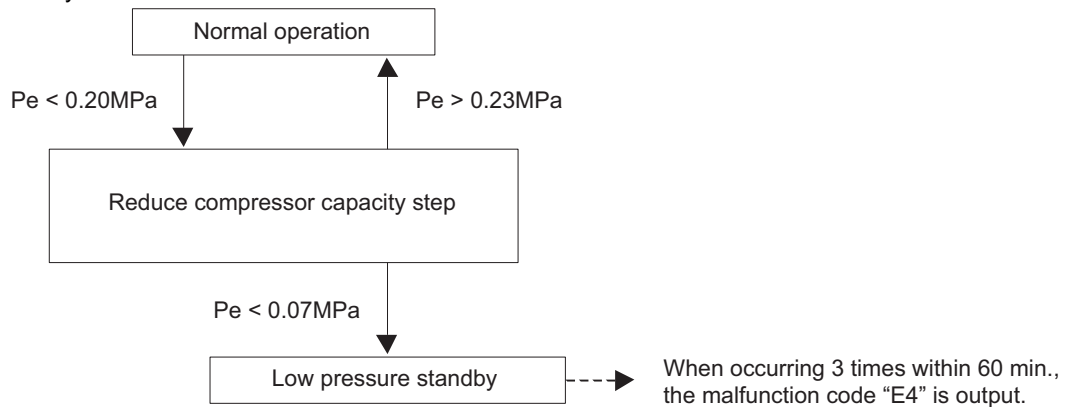 Normal operation
Pe < 0.20MPa
Pe > 0.23MPa
Reduce compressor capacity step
Pe < 0.07MPa
Low pressure standby
When occurring 3 times within 60 min.,
the malfunction code “E4” is output.